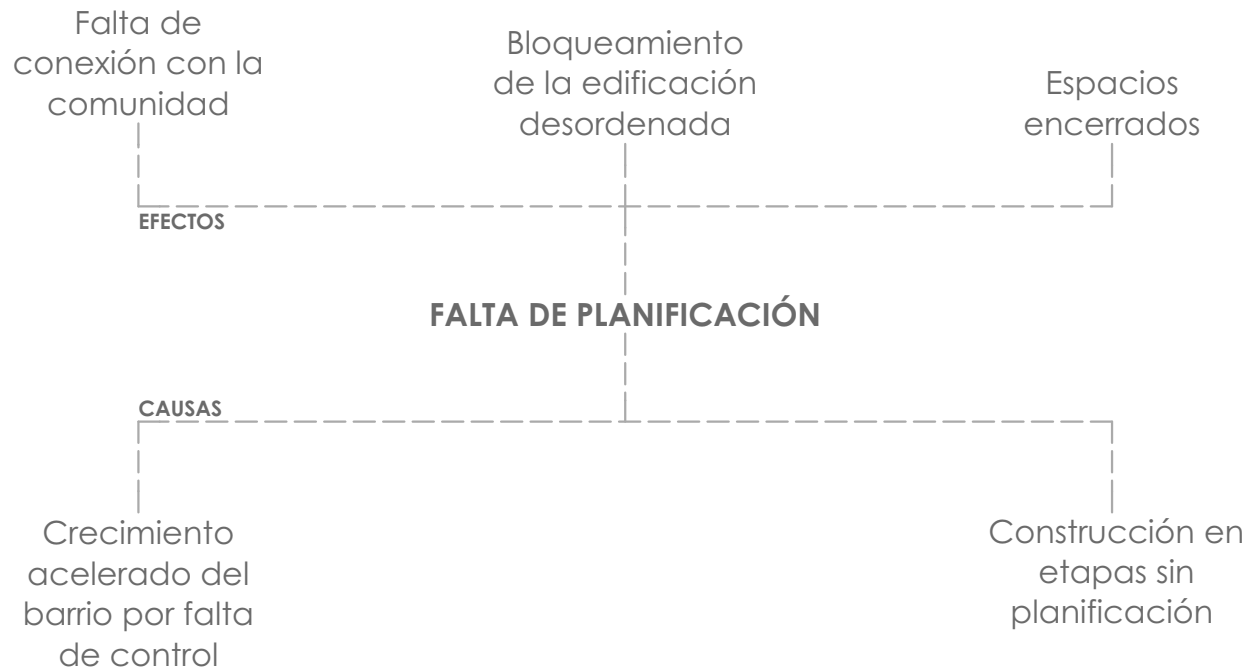 Falta de
conexión con la
comunidad
Bloqueamiento
de la edificación
desordenada
Espacios
encerrados
EFECTOS
FALTA DE PLANIFICACIÓN
CAUSAS
Crecimiento
acelerado del
barrio por falta
de control
Construcción en
etapas sin
planificación